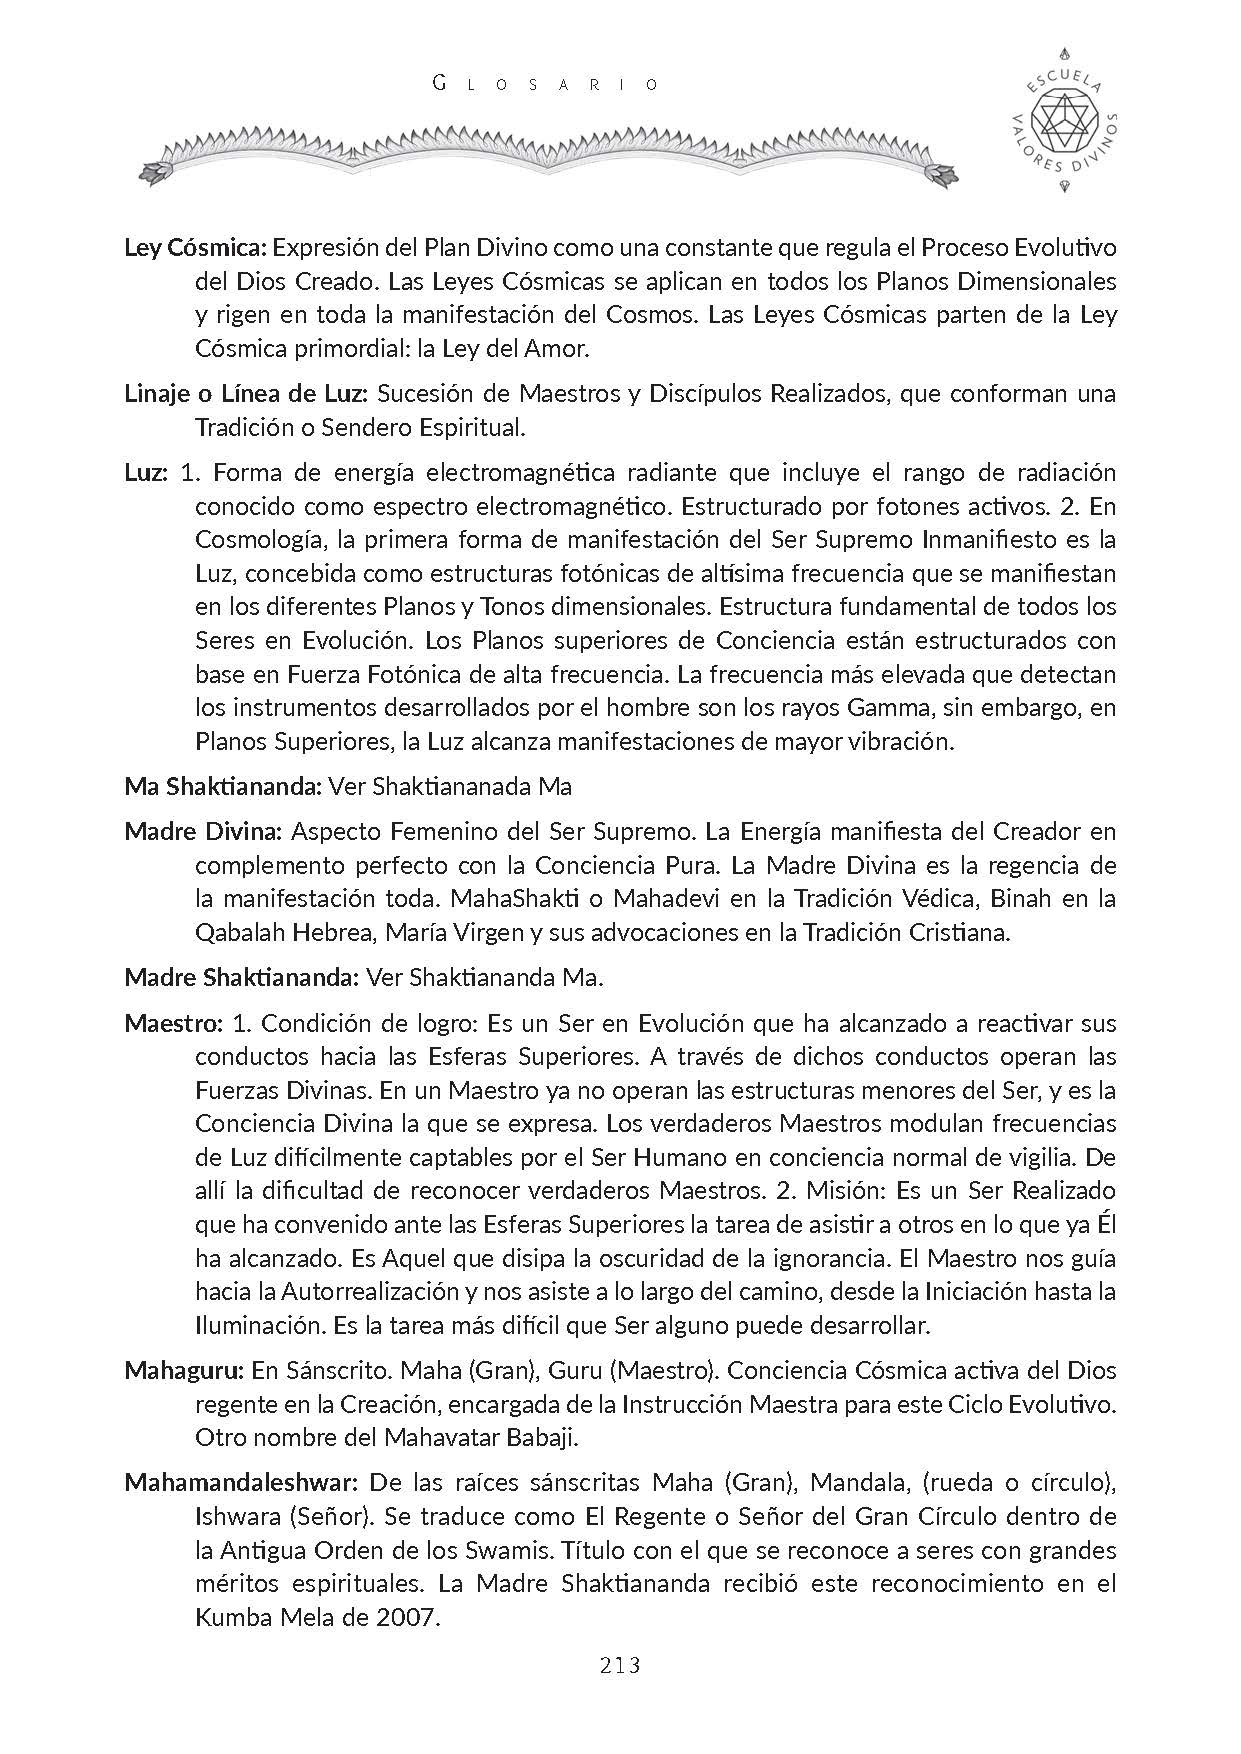 Glosario
ESCUELA
VALORES DIVINOS
Ley Cósmica: Expresión del Plan Divino como una constante que regula el Proceso Evolutivo
del Dios Creado. Las Leyes Cósmicas se aplican en todos los Planos Dimensionales
y rigen en toda la manifestación del Cosmos. Las Leyes Cósmicas parten de la Ley
Cósmica primordial: la Ley del Amor.
Linaje o Línea de Luz: Sucesión de Maestros y Discípulos Realizados, que conforman una
Tradición o Sendero Espiritual.
Luz: 1. Forma de energía electromagnética radiante que incluye el rango de radiación
conocido como espectro electromagnético. Estructurado por fotones activos. 2. En
Cosmología, la primera forma de manifestación del Ser Supremo Inmanifiesto es la
Luz, concebida como estructuras fotónicas de altísima frecuencia que se manifiestan
en los diferentes Planos y Tonos dimensionales. Estructura fundamental de todos los
Seres en Evolución. Los Planos superiores de Conciencia están estructurados con
base en Fuerza Fotónica de alta frecuencia. La frecuencia más elevada que detectan
los instrumentos desarrollados por el hombre son los rayos Gamma, sin embargo, en
Planos Superiores, la Luz alcanza manifestaciones de mayor vibración.
Ma Shaktiananda: Ver Shaktiananada Ma
Madre Divina: Aspecto Femenino del Ser Supremo. La Energía manifiesta del Creador en
complemento perfecto con la Conciencia Pura. La Madre Divina es la regencia de
la manifestación toda. MahaShakti o Mahadevi en la Tradición Védica, Binah en la
Qabalah Hebrea, María Virgen y sus advocaciones en la Tradición Cristiana.
Madre Shaktiananda: Ver Shaktiananda Ma.
Maestro: 1. Condición de logro: Es un Ser en Evolución que ha alcanzado a reactivar sus
conductos hacia las Esferas Superiores. A través de dichos conductos operan las
Fuerzas Divinas. En un Maestro ya no operan las estructuras menores del Ser, y es la
Conciencia Divina la que se expresa. Los verdaderos Maestros modulan frecuencias
de Luz difícilmente captables por el Ser Humano en conciencia normal de vigilia. De
allí la dificultad de reconocer verdaderos Maestros. 2. Misión: Es un Ser Realizado
que ha convenido ante las Esferas Superiores la tarea de asistir a otros en lo que ya Él
ha alcanzado. Es Aquel que disipa la oscuridad de la ignorancia. El Maestro nos guía
hacia la Autorrealización y nos asiste a lo largo del camino, desde la Iniciación hasta la
Iluminación. Es la tarea más difícil que Ser alguno puede desarrollar.
Mahaguru: En Sánscrito. Maha (Gran), Guru (Maestro). Conciencia Cósmica activa del Dios
regente en la Creación, encargada de la Instrucción Maestra para este Ciclo Evolutivo.
Otro nombre del Mahavatar Babaji.
Mahamandaleshwar: De las raíces sánscritas Maha (Gran), Mandala, (rueda o círculo),
Ishwara (Señor). Se traduce como El Regente o Señor del Gran Círculo dentro de
la Antigua Orden de los Swamis. Título con el que se reconoce a seres con grandes
méritos espirituales. La Madre Shaktiananda recibió este reconocimiento en el
Kumba Mela de 2007.
213